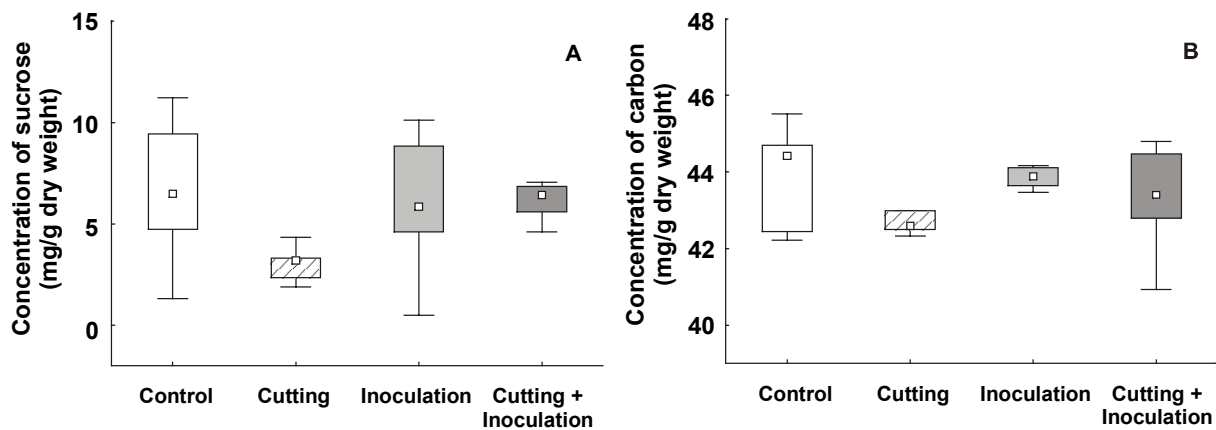 Concentration of sucrose
(mg/g dry weight)
15
10
5
0
A
Control
Cutting
Inoculation
Cutting +
Inoculation
Concentration of carbon
(mg/g dry weight)
48
46
44
42
40
B
Control
Cutting
Inoculation
Cutting +
Inoculation